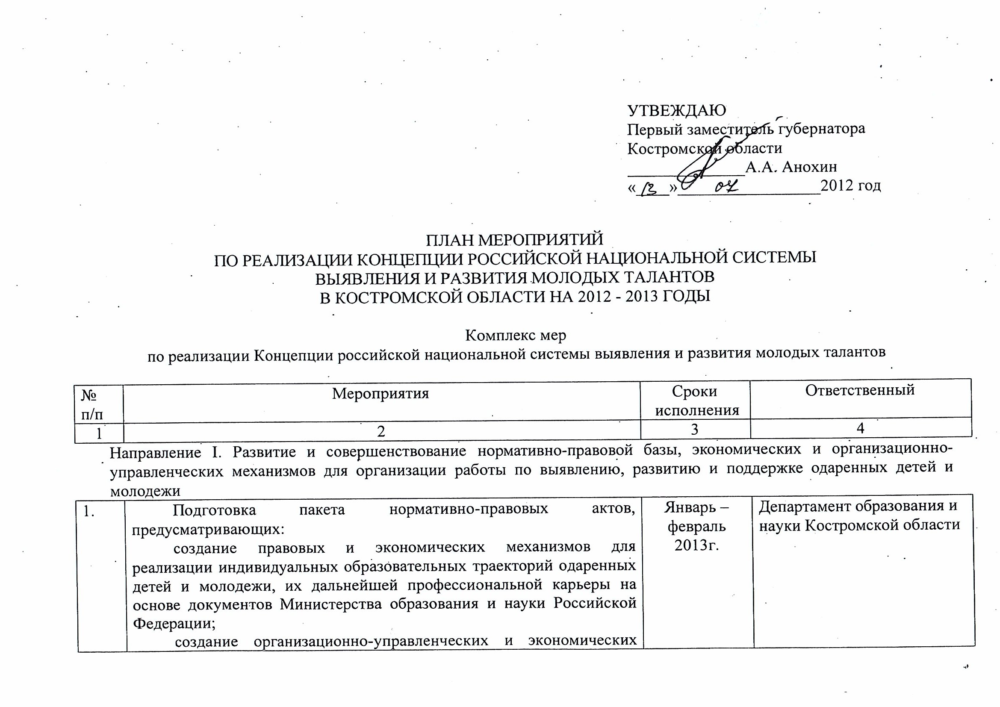 УТВЕЖДАЮ
Первый заместитель губернатора
Костромской области
А.А. Анохин
«13» 07 2012 год
ПЛАН МЕРОПРИЯТИЙ
ПО РЕАЛИЗАЦИИ КОНЦЕПЦИИ РОССИЙСКОЙ НАЦИОНАЛЬНОЙ СИСТЕМЫ
ВЫЯВЛЕНИЯ И РАЗВИТИЯ МОЛОДЫХ ТАЛАНТОВ
В КОСТРОМСКОЙ ОБЛАСТИ НА 2012 - 2013 ГОДЫ
Комплекс мер
по реализации Концепции российской национальной системы выявления и развития молодых талантов
№ п/п
Мероприятия
Сроки исполнения
Ответственный
1 2 3 4
Направление I. Развитие и совершенствование нормативно-правовой базы, экономических и организационно-
управленческих механизмов для организации работы по выявлению, развитию и поддержке одаренных детей и
молодежи
1.
Подготовка пакета нормативно-правовых актов,
предусматривающих:
создание правовых и экономических механизмов для
реализации индивидуальных образовательных траекторий одаренных
детей и молодежи, их дальнейшей профессиональной карьеры на
основе документов Министерства образования и науки Российской
Федерации;
создание организационно-управленческих и экономических
Январь –
февраль
2013г.
Департамент образования и
науки Костромской области